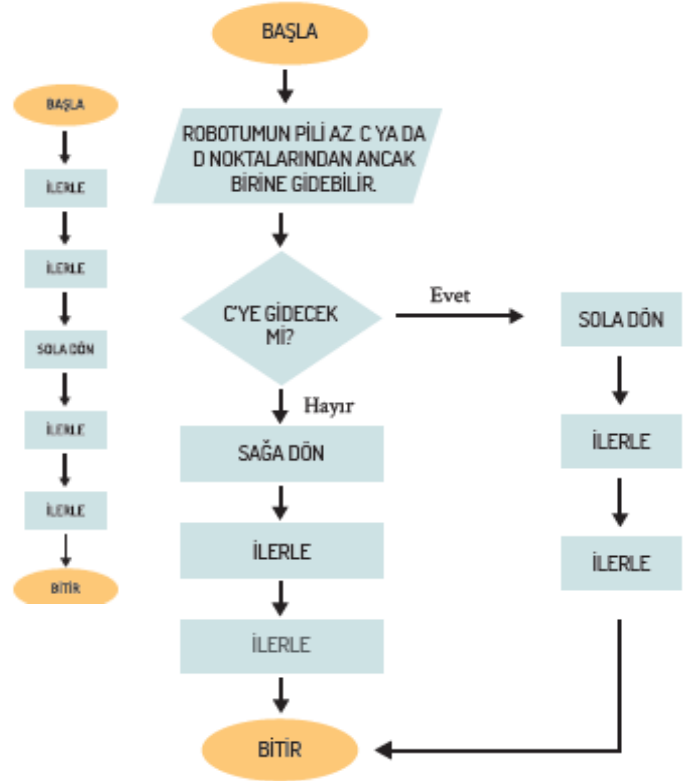 BAŞLA
İLERLE
İLERLE
SOLA DÖN
İLERLE
İLERLE
BİTİR
BAŞLA
ROBOTUMUN PİLİ AZ. C YA DA
D NOKTALARINDAN ANCAK
BİRİNE GİDEBİLİR.
C'YE GİDECEK
Mİ?
Evet
SOLA DÖN
İLERLE
İLERLE
Hayır
SAĞA DÖN
İLERLE
İLERLE
BİTİR